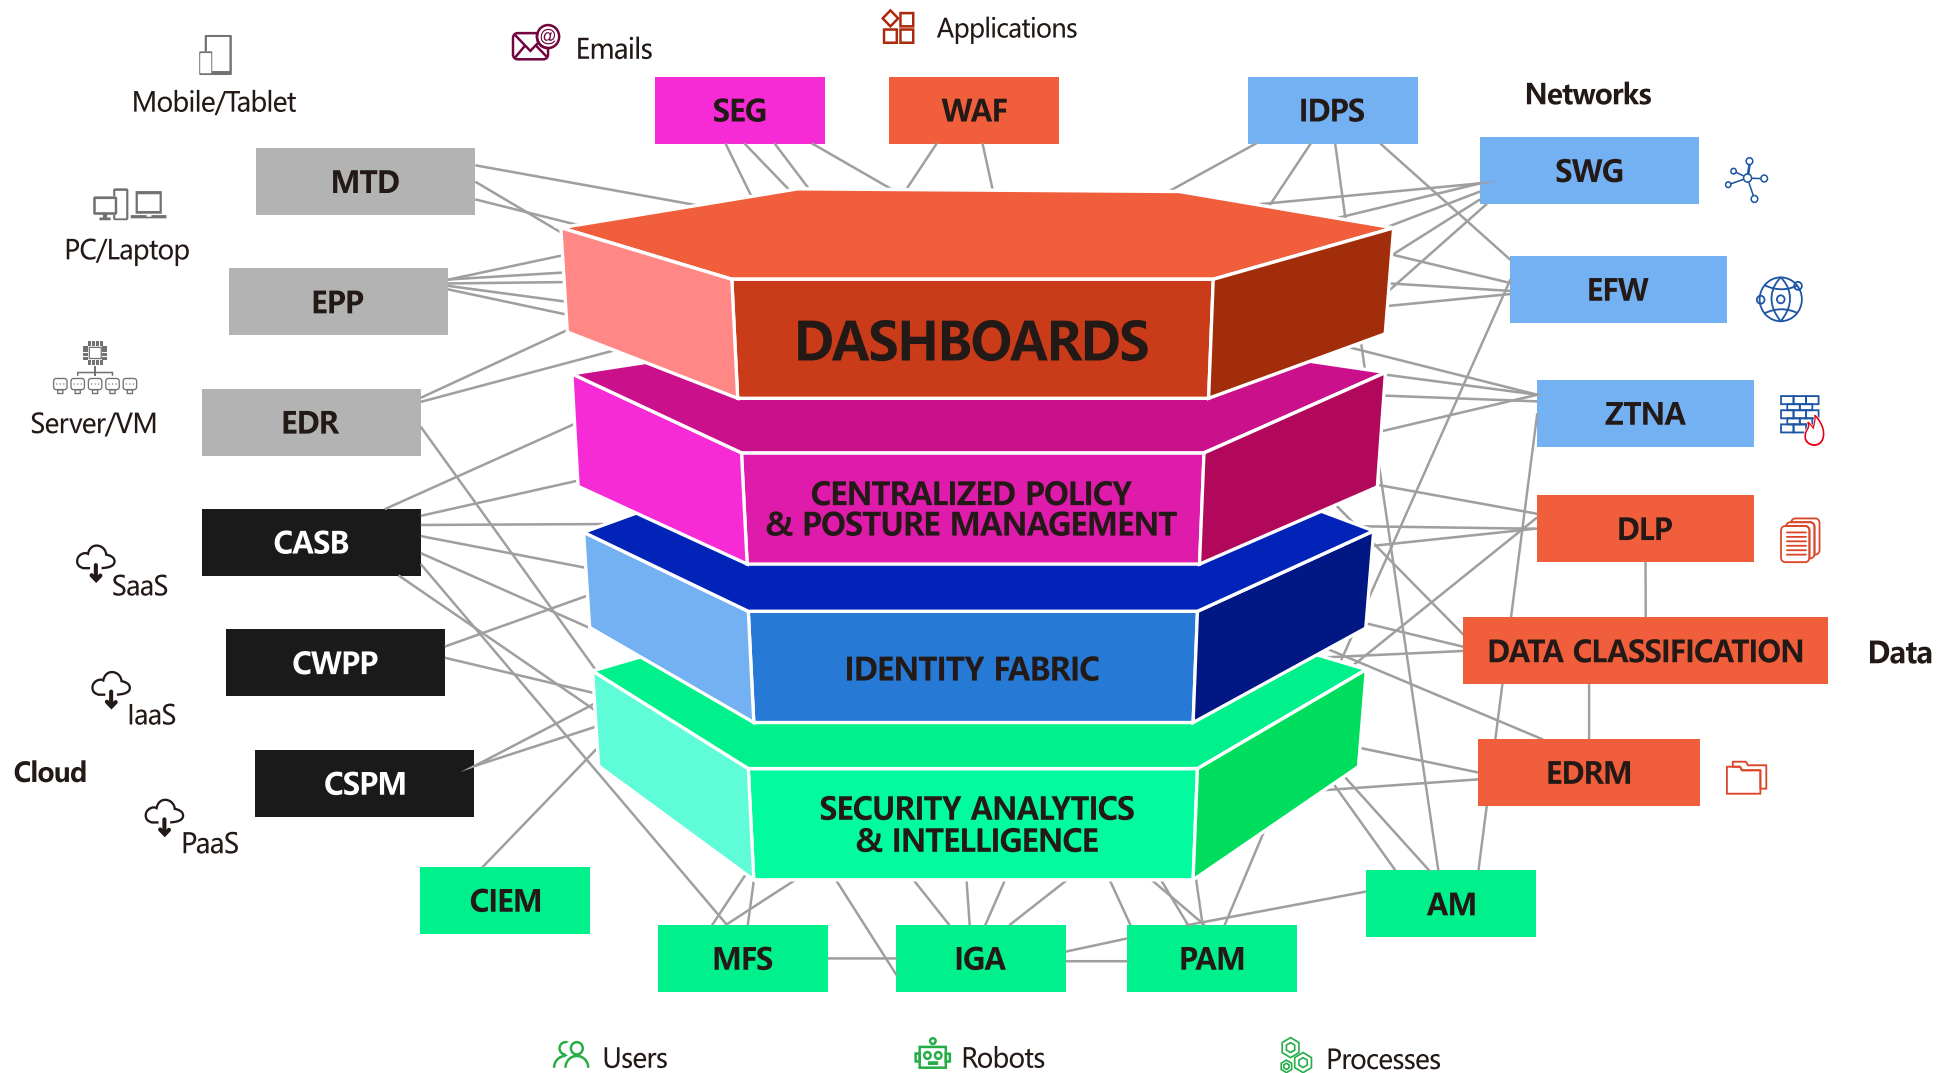 Applications
Emails
Mobile/Tablet
SEG
WAF
IDPS
Networks
SWG
MTD
PC/Laptop
EPP
EFW
DASHBOARDS
Server/VM
EDR
ZTNA
CENTRALIZED POLICY
& POSTURE MANAGEMENT
CASB
DLP
SaaS
CWPP
IDENTITY FABRIC
DATA CLASSIFICATION
Data
IaaS
Cloud
CSPM
EDRM
SECURITY ANALYTICS
& INTELLIGENCE
PaaS
CIEM
AM
MFS
IGA
PAM
Users
Robots
Processes